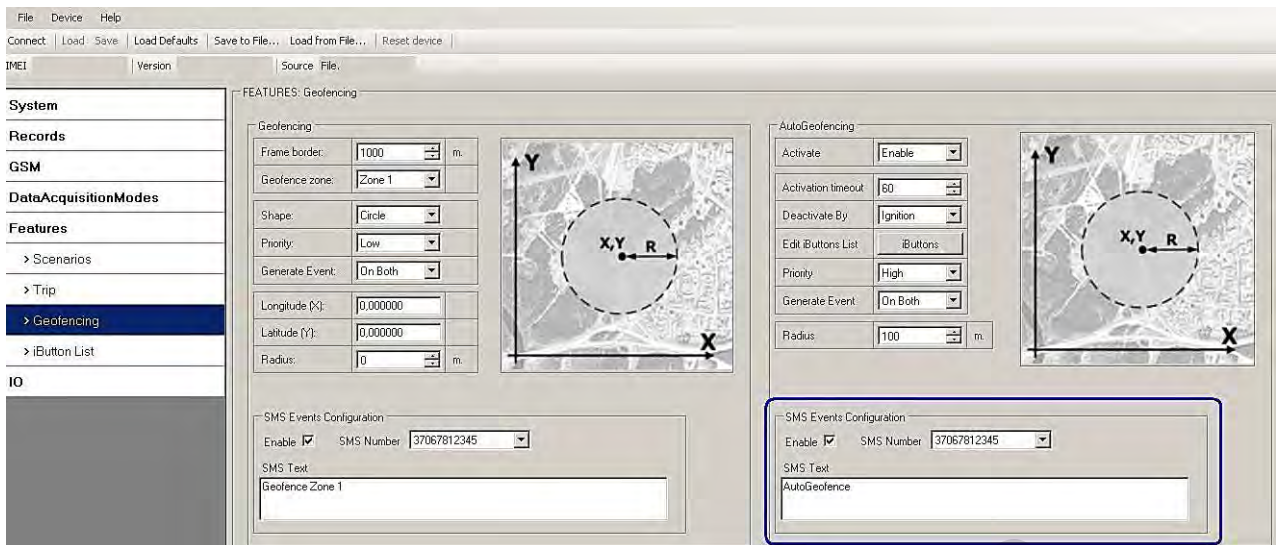 File Device Help
Connect Load Save Load Defaults Save to File... Load from File... Reset device
IMEI Version Source File.
System
Records
GSM
DataAcquisitionModes
Features
> Scenarios
> Trip
> Geofencing
> iButton List
IO
FEATURES: Geofencing
Geofencing
Frame border: 1000 m.
Geofence zone: Zone 1
Shape: Circle
Priority: Low
Generate Event: On Both
Longitude (X): 0,000000
Latitude (Y): 0,000000
Radius: 0 m.
Y
X,Y R
X
SMS Events Configuration
Enable SMS Number 37067812345
SMS Text
Geofence Zone 1
AutoGeofencing
Activate Enable
Activation timeout 60
Deactivate By Ignition
Edit iButtons List iButtons
Priority High
Generate Event On Both
Radius 100 m.
Y
X,Y R
X
SMS Events Configuration
Enable SMS Number 37067812345
SMS Text
AutoGeofence